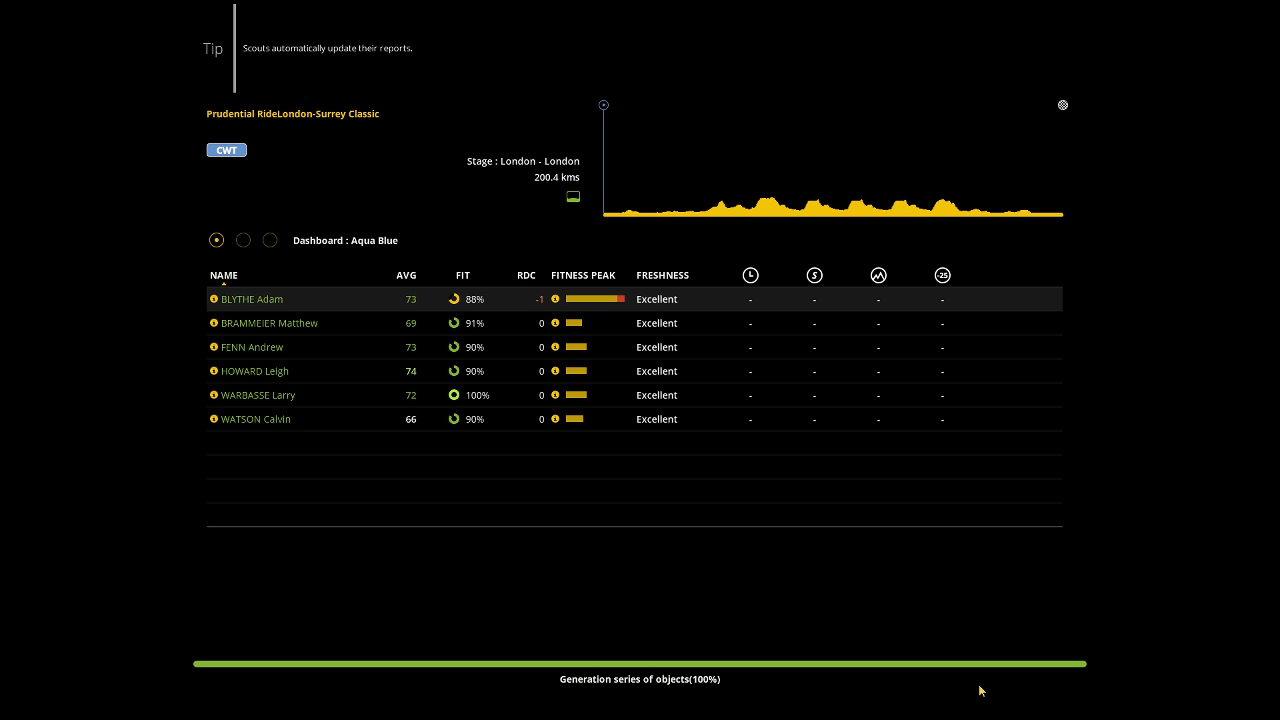 Tip
Scouts automatically update their reports.
Prudential RideLondon-Surrey Classic
CWT
Stage : London - London
200.4 kms
Dashboard : Aqua Blue
NAME AVG FIT RDC FITNESS PEAK FRESHNESS S -25
BLYTHE Adam 73 88% -1 Excellent - - - -
BRAMMEIER Matthew 69 91% 0 Excellent - - - -
FENN Andrew 73 90% 0 Excellent - - - -
HOWARD Leigh 74 90% 0 Excellent - - - -
WARBASSE Larry 72 100% 0 Excellent - - - -
WATSON Calvin 66 90% 0 Excellent - - - -
Generation series of objects(100%)